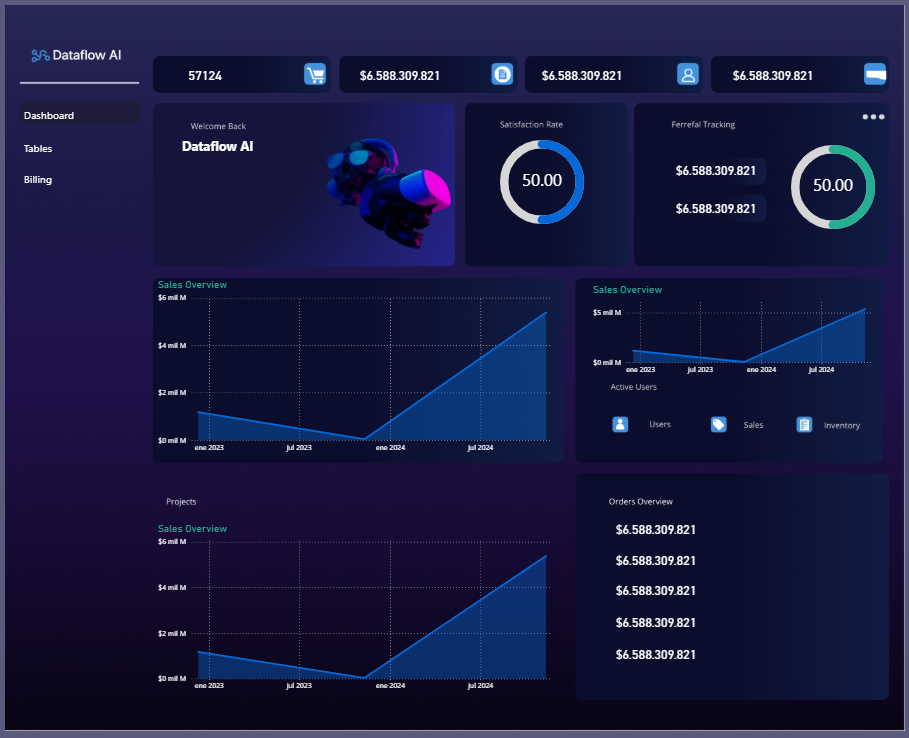 Dataflow AI
57124
$6.588.309.821
$6.588.309.821
$6.588.309.821
Dashboard
Tables
Billing
Welcome Back
Dataflow AI
Satisfaction Rate
50.00
Ferrefal Tracking
$6.588.309.821
$6.588.309.821
50.00
Sales Overview
$6 mil M
$4 mil M
$2 mil M
$0 mil M
ene 2023
jul 2023
ene 2024
jul 2024
Sales Overview
$5 mil M
$0 mil M
ene 2023
jul 2023
ene 2024
jul 2024
Active Users
Users
Sales
Inventory
Projects
Sales Overview
$6 mil M
$4 mil M
$2 mil M
$0 mil M
ene 2023
jul 2023
ene 2024
jul 2024
Orders Overview
$6.588.309.821
$6.588.309.821
$6.588.309.821
$6.588.309.821
$6.588.309.821